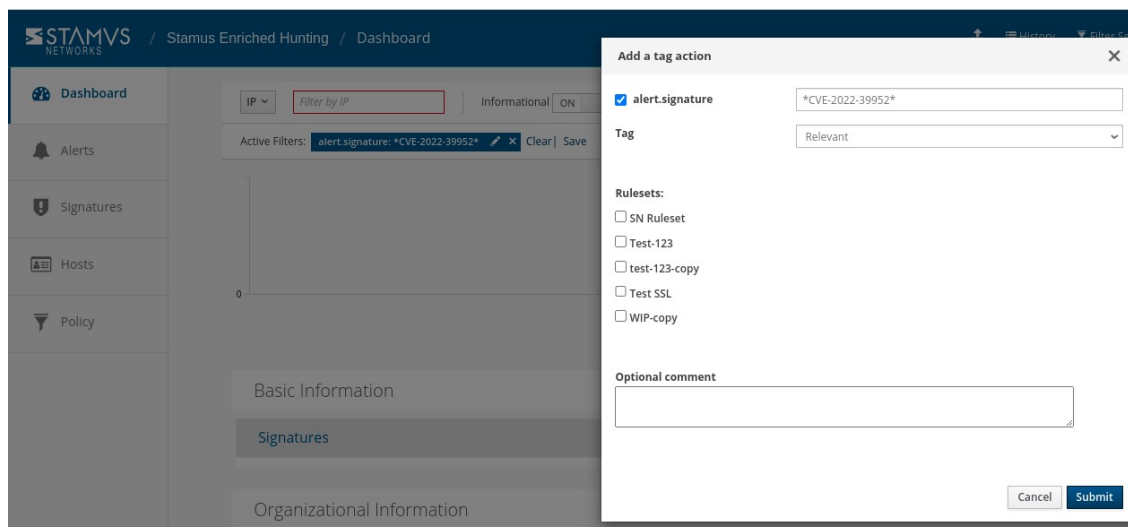 STAMVS
NETWORKS
/ Stamus Enriched Hunting / Dashboard
History
Filter Se
Dashboard
Alerts
Signatures
Hosts
Policy
IP
Filter by IP
Informational ON
Active Filters: alert.signature: *CVE-2022-39952* Clear| Save
0
Basic Information
Signatures
Organizational Information
Add a tag action
alert.signature *CVE-2022-39952*
Tag Relevant
Rulesets:
SN Ruleset
Test-123
test-123-copy
Test SSL
WIP-copy
Optional comment
Cancel Submit